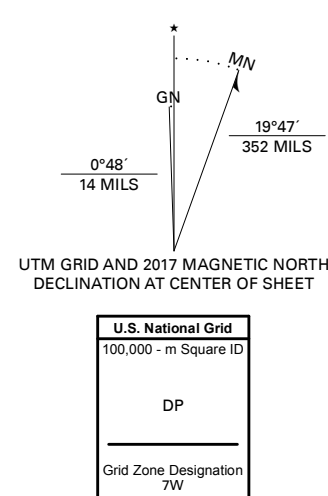 ★
MN
GN
19°47´
352 MILS
0°48´
14 MILS
UTM GRID AND 2017 MAGNETIC NORTH
DECLINATION AT CENTER OF SHEET
U.S. National Grid
100,000 - m Square ID
DP
Grid Zone Designation
7W